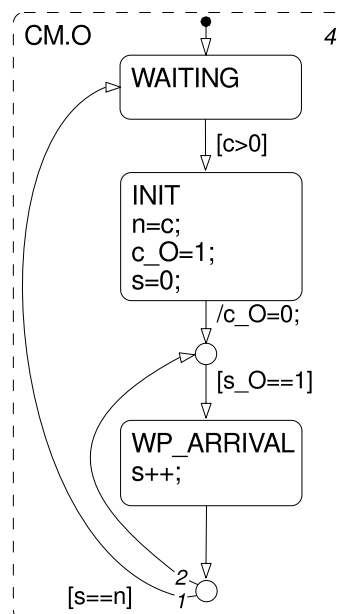 CM.O
4
WAITING
[c>0]
INIT
n=c;
c_O=1;
s=0;
/c_O=0;
[s_O==1]
WP_ARRIVAL
s++;
2
[s==n]
1